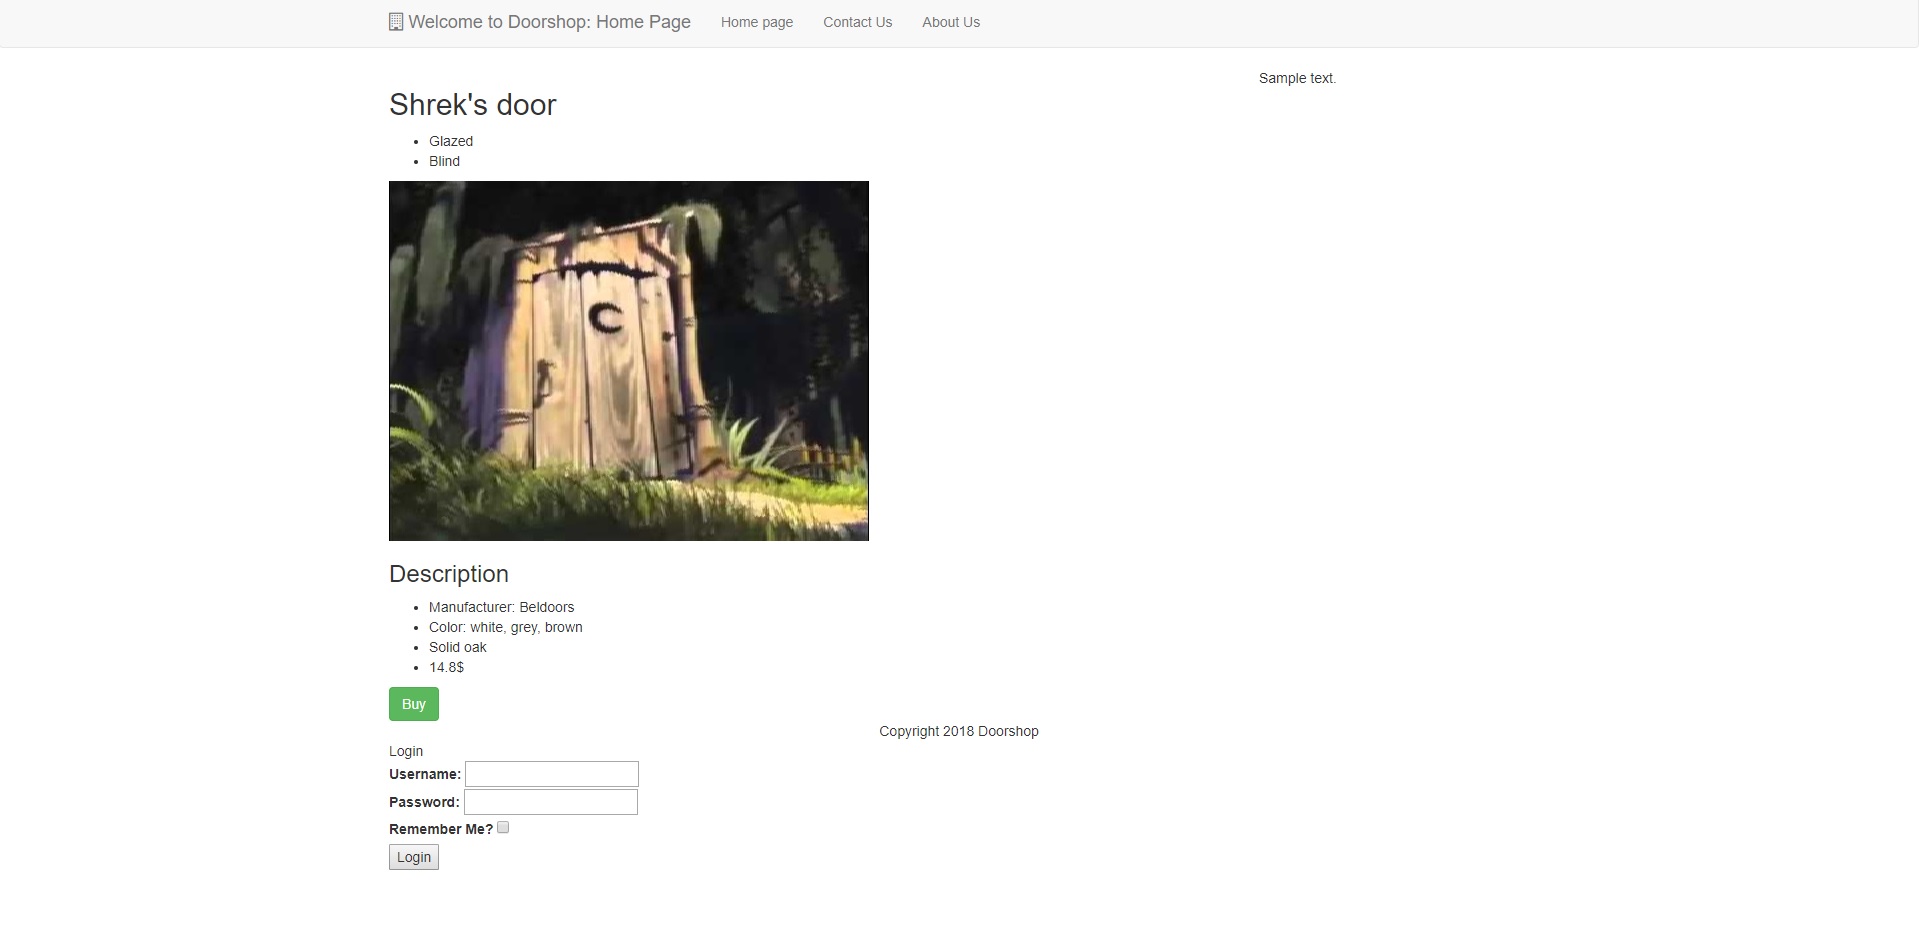 Welcome to Doorshop: Home Page Home page Contact Us About Us
Sample text.
Shrek's door
Glazed
Blind
Description
Manufacturer: Beldoors
Color: white, grey, brown
Solid oak
14.8$
Buy
Copyright 2018 Doorshop
Login
Username:
Password:
Remember Me?
Login